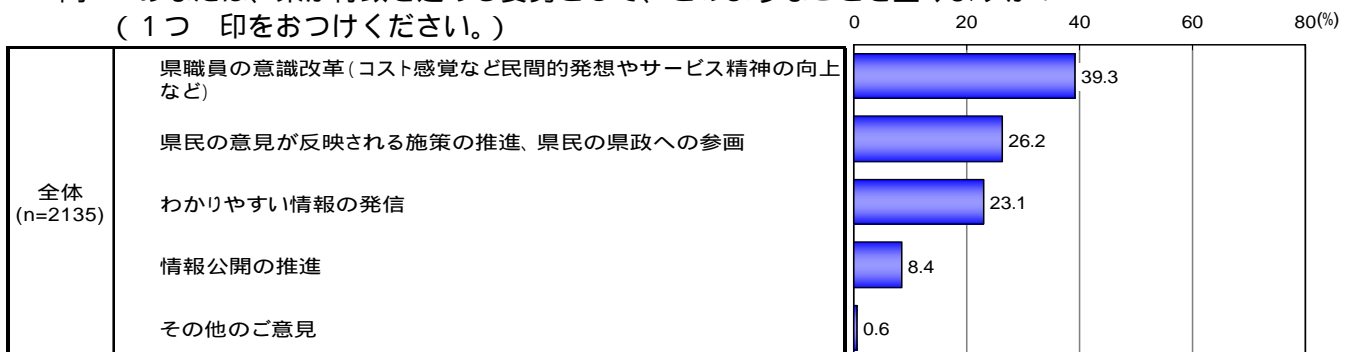 (１つ 印をおつけください。)
0 20 40 60 80(%)
県職員の意識改革(コスト感覚など民間的発想やサービス精神の向上
など)
39.3
県民の意見が反映される施策の推進、県民の県政への参画
26.2
全体
(n=2135)
わかりやすい情報の発信
23.1
情報公開の推進
8.4
その他のご意見
0.6